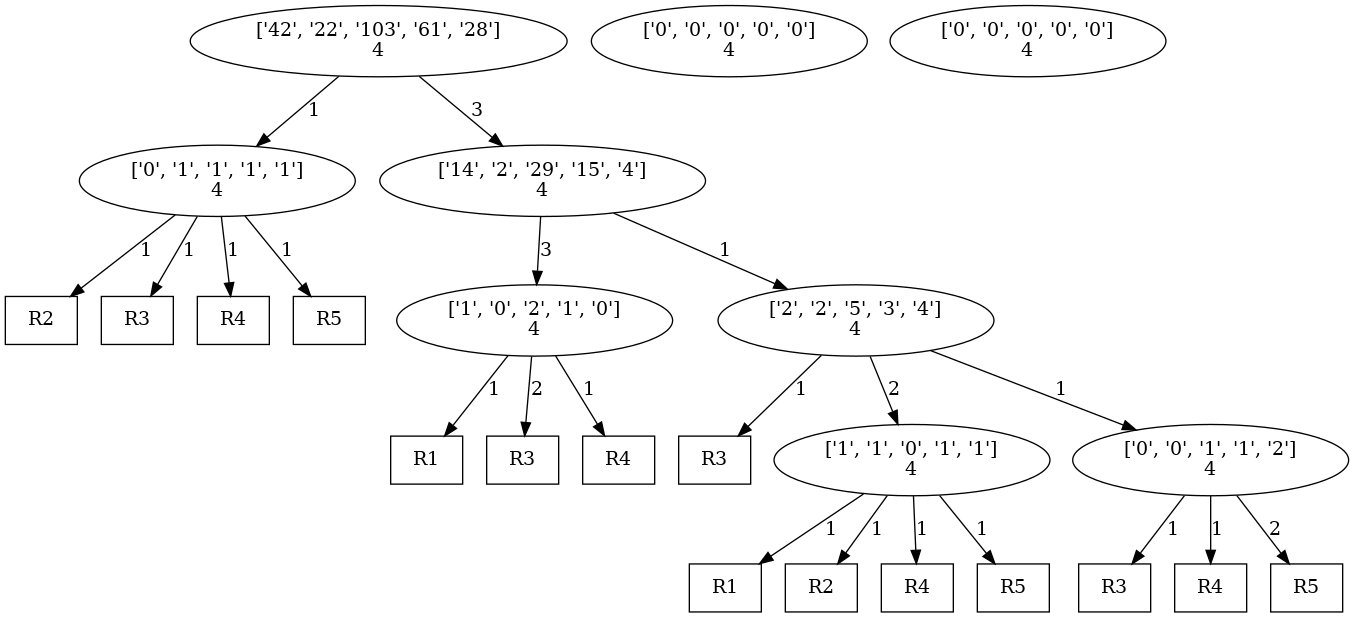 ['42', '22', '103', '61', '28']
4
['0', '0', '0', '0', '0']
4
['0', '0', '0', '0', '0']
4
1
3
['0', '1', '1', '1', '1']
4
['14', '2', '29', '15', '4']
4
1
1
1
1
3
1
R2
R3
R4
R5
['1', '0', '2', '1', '0']
4
['2', '2', '5', '3', '4']
4
1
2
1
1
2
1
R1
R3
R4
R3
['1', '1', '0', '1', '1']
4
['0', '0', '1', '1', '2']
4
1
1
1
1
1
1
2
R1
R2
R4
R5
R3
R4
R5